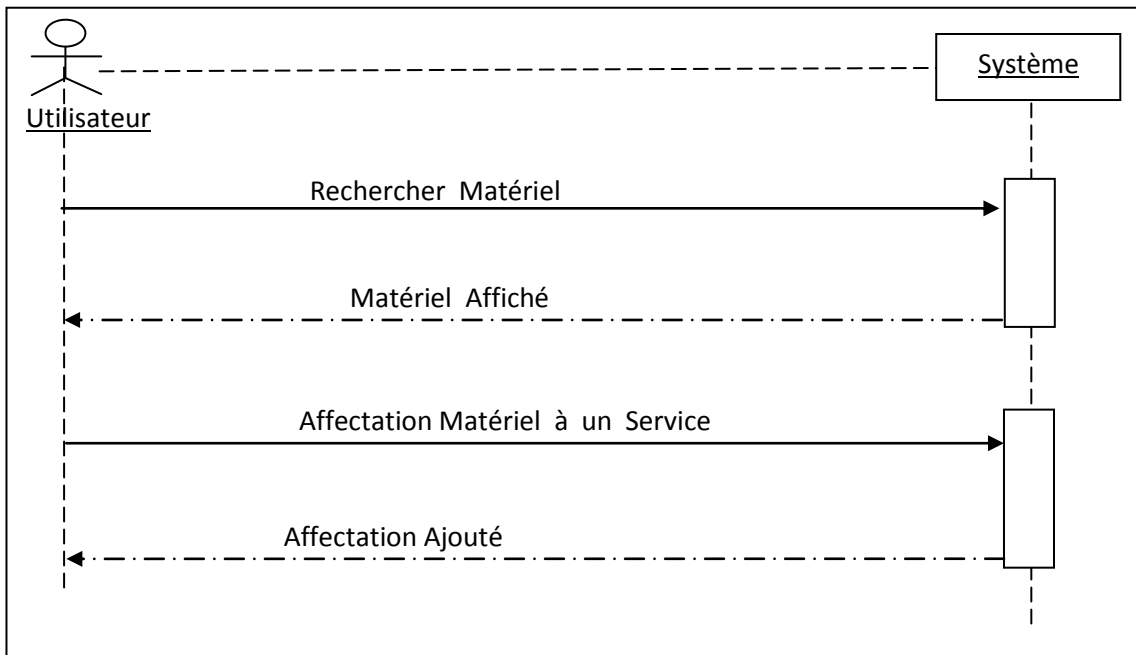 Système
Utilisateur
Rechercher Matériel
Matériel Affiché
Affectation Matériel à un Service
Affectation Ajouté